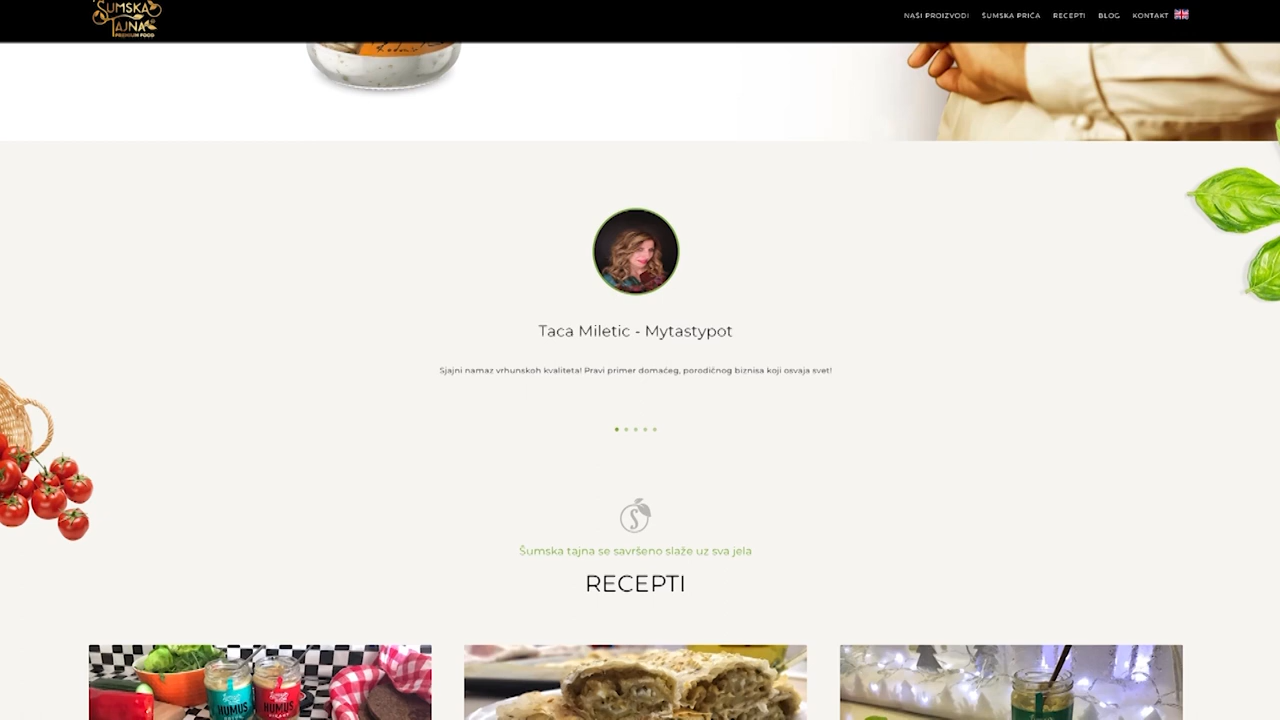 ŠUMSKA
TAJNA
PREMIUM FOOD
NAŠI PROIZVODI ŠUMSKA PRIČA RECEPTI BLOG KONTAKT
Taca Miletic - Mytastypot
Sjajni namaz vrhunskoh kvaliteta! Pravi primer domaćeg, porodičnog biznisa koji osvaja svet!
S
Šumska tajna se savršeno slaže uz sva jela
RECEPTI
HUMUS
HUMUS